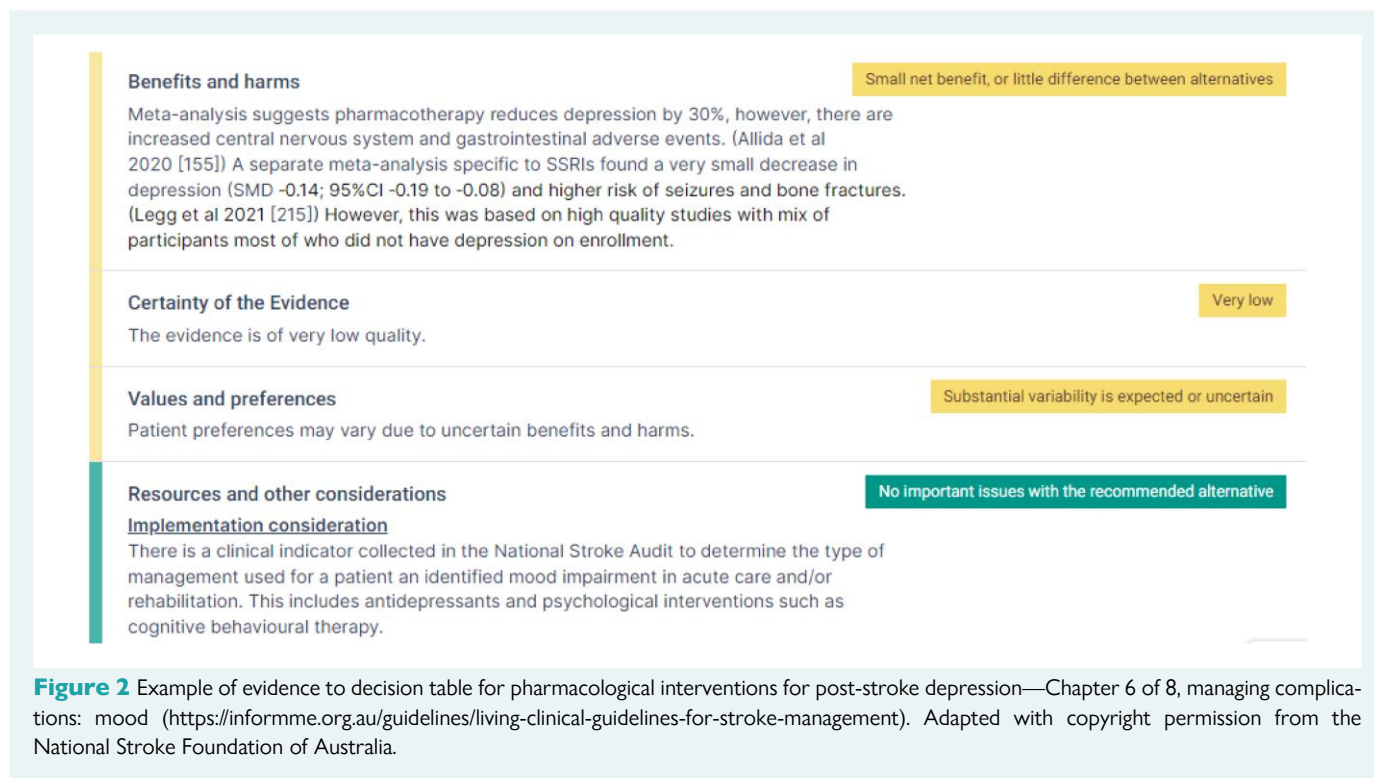 Benefits and harms
Small net benefit, or little difference between alternatives
Meta-analysis suggests pharmacotherapy reduces depression by 30%, however, there are
increased central nervous system and gastrointestinal adverse events. (Allida et al
2020 [155]) A separate meta-analysis specific to SSRIs found a very small decrease in
depression (SMD -0.14; 95%CI -0.19 to -0.08) and higher risk of seizures and bone fractures.
(Legg et al 2021 [215]) However, this was based on high quality studies with mix of
participants most of who did not have depression on enrollment.
Certainty of the Evidence
Very low
The evidence is of very low quality.
Values and preferences
Substantial variability is expected or uncertain
Patient preferences may vary due to uncertain benefits and harms.
Resources and other considerations
No important issues with the recommended alternative
Implementation consideration
There is a clinical indicator collected in the National Stroke Audit to determine the type of
management used for a patient an identified mood impairment in acute care and/or
rehabilitation. This includes antidepressants and psychological interventions such as
cognitive behavioural therapy.
Figure 2 Example of evidence to decision table for pharmacological interventions for post-stroke depression—Chapter 6 of 8, managing complica-
tions: mood (https://informme.org.au/guidelines/living-clinical-guidelines-for-stroke-management). Adapted with copyright permission from the
National Stroke Foundation of Australia.